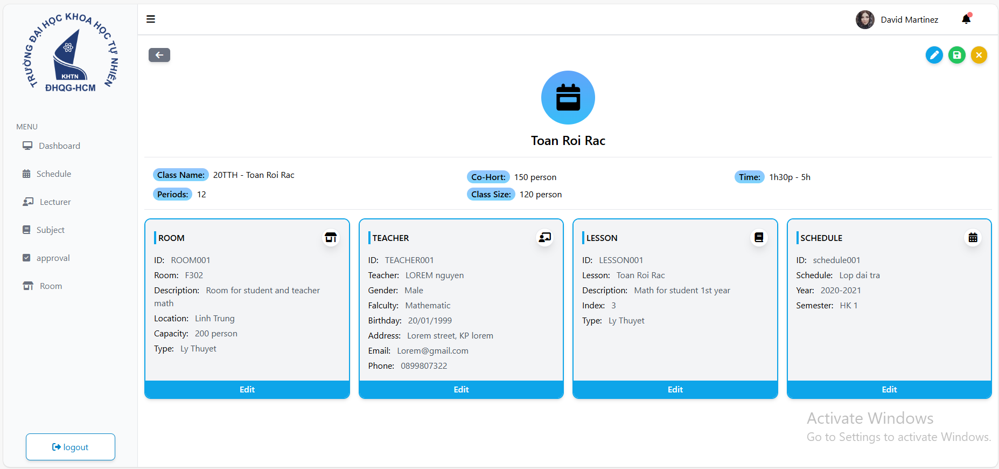 TRƯỜNG ĐẠI HỌC KHOA HỌC TỰ NHIÊN
KHTN
ĐHQG-HCM
David Martinez
MENU
Dashboard
Schedule
Lecturer
Subject
approval
Room
logout
Toan Roi Rac
Class Name: 20TTH - Toan Roi Rac
Periods: 12
Co-Hort: 150 person
Class Size: 120 person
Time: 1h30p - 5h
ROOM
ID: ROOM001
Room: F302
Description: Room for student and teacher
math
Location: Linh Trung
Capacity: 200 person
Type: Ly Thuyet
Edit
TEACHER
ID: TEACHER001
Teacher: LOREM nguyen
Gender: Male
Falculty: Mathematic
Birthday: 20/01/1999
Address: Lorem street, KP lorem
Email: Lorem@gmail.com
Phone: 0899807322
Edit
LESSON
ID: LESSON001
Lesson: Toan Roi Rac
Description: Math for student 1st year
Index: 3
Type: Ly Thuyet
Edit
SCHEDULE
ID: schedule001
Schedule: Lop dai tra
Year: 2020-2021
Semester: HK 1
Edit
Activate Windows
Go to Settings to activate Windows.